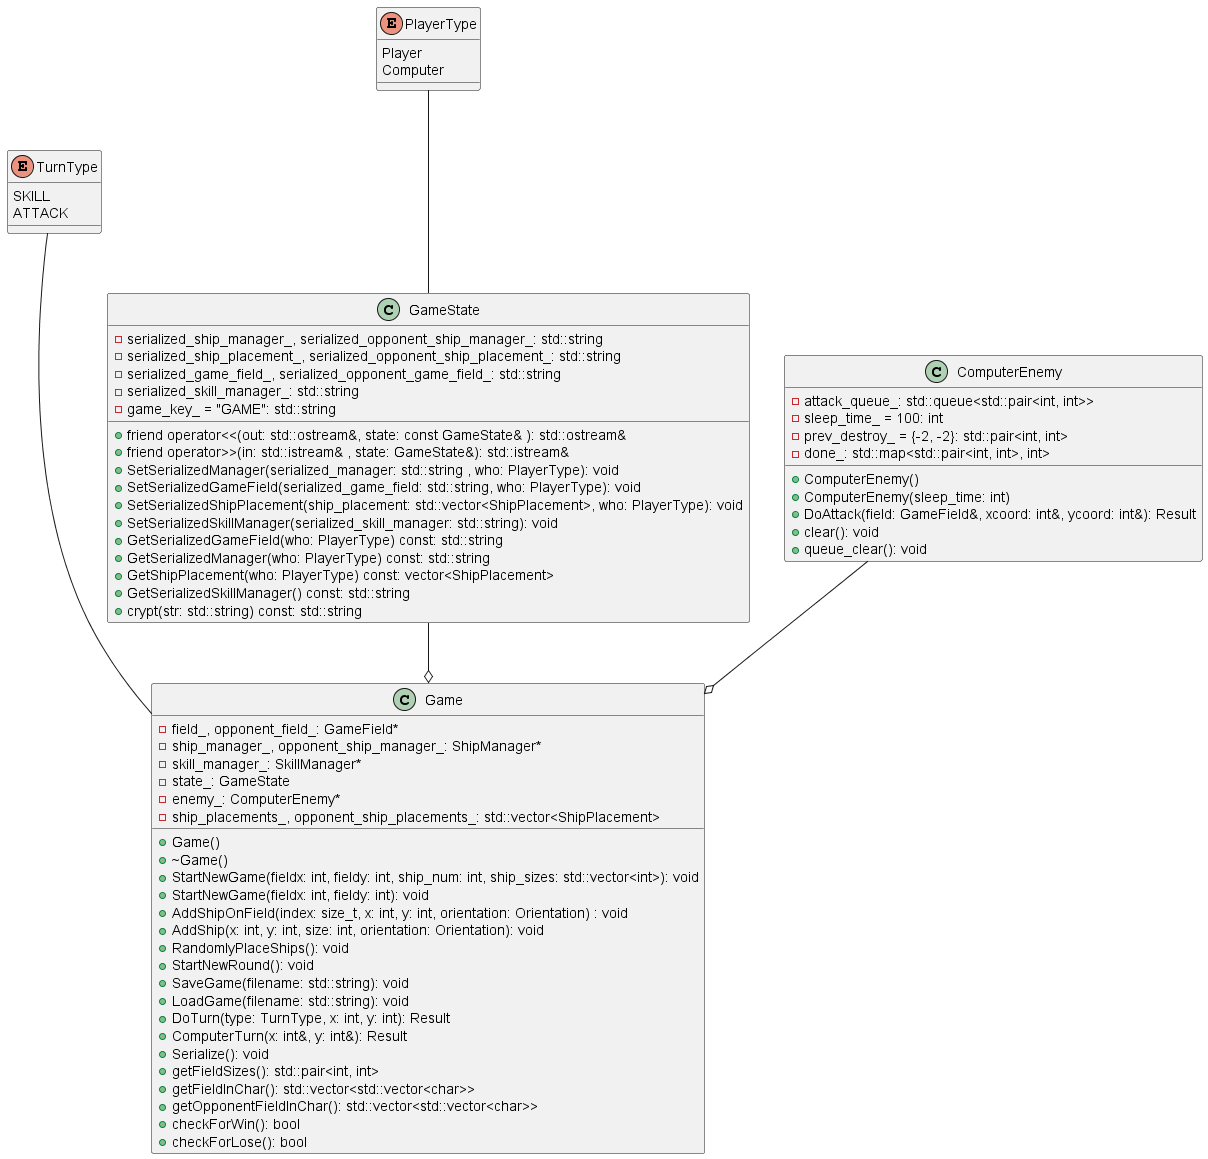 E PlayerType
Player
Computer
E TurnType
SKILL
ATTACK
C GameState
serialized_ship_manager_, serialized_opponent_ship_manager_: std::string
serialized_ship_placement_, serialized_opponent_ship_placement_: std::string
serialized_game_field_, serialized_opponent_game_field_: std::string
serialized_skill_manager_: std::string
game_key_ = "GAME": std::string
friend operator<<(out: std::ostream&, state: const GameState& ): std::ostream&
friend operator>>(in: std::istream& , state: GameState&): std::istream&
SetSerializedManager(serialized_manager: std::string , who: PlayerType): void
SetSerializedGameField(serialized_game_field: std::string, who: PlayerType): void
SetSerializedShipPlacement(ship_placement: std::vector<ShipPlacement>, who: PlayerType): void
SetSerializedSkillManager(serialized_skill_manager: std::string): void
GetSerializedGameField(who: PlayerType) const: std::string
GetSerializedManager(who: PlayerType) const: std::string
GetShipPlacement(who: PlayerType) const: vector<ShipPlacement>
GetSerializedSkillManager() const: std::string
crypt(str: std::string) const: std::string
C ComputerEnemy
attack_queue_: std::queue<std::pair<int, int>>
sleep_time_ = 100: int
prev_destroy_ = {-2, -2}: std::pair<int, int>
done_: std::map<std::pair<int, int>, int>
ComputerEnemy()
ComputerEnemy(sleep_time: int)
DoAttack(field: GameField&, xcoord: int&, ycoord: int&): Result
clear(): void
queue_clear(): void
C Game
field_, opponent_field_: GameField*
ship_manager_, opponent_ship_manager_: ShipManager*
skill_manager_: SkillManager*
state_: GameState
enemy_: ComputerEnemy*
ship_placements_, opponent_ship_placements_: std::vector<ShipPlacement>
Game()
~Game()
StartNewGame(fieldx: int, fieldy: int, ship_num: int, ship_sizes: std::vector<int>): void
StartNewGame(fieldx: int, fieldy: int): void
AddShipOnField(index: size_t, x: int, y: int, orientation: Orientation) : void
AddShip(x: int, y: int, size: int, orientation: Orientation): void
RandomlyPlaceShips(): void
StartNewRound(): void
SaveGame(filename: std::string): void
LoadGame(filename: std::string): void
DoTurn(type: TurnType, x: int, y: int): Result
ComputerTurn(x: int&, y: int&): Result
Serialize(): void
getFieldSizes(): std::pair<int, int>
getFieldInChar(): std::vector<std::vector<char>>
getOpponentFieldInChar(): std::vector<std::vector<char>>
checkForWin(): bool
checkForLose(): bool